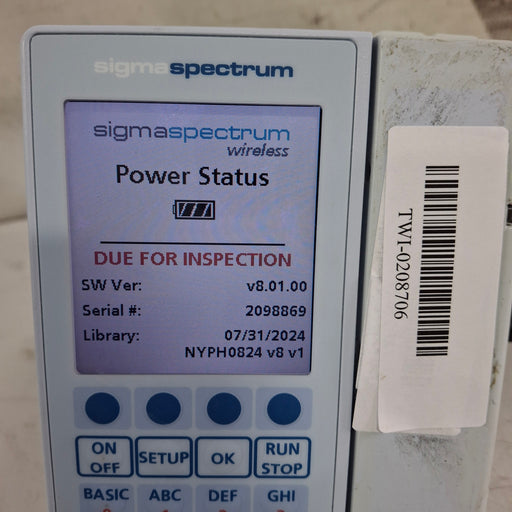 sigmaspectrum
sigmaspectrum
wireless
Power Status
DUE FOR INSPECTION
SW Ver: v8.01.00
Serial #: 2098869
Library: 07/31/2024
NYPH0824 v8 v1
ON OFF
SETUP
OK
RUN STOP
BASIC ABC DEF GHI
TWI-0208706